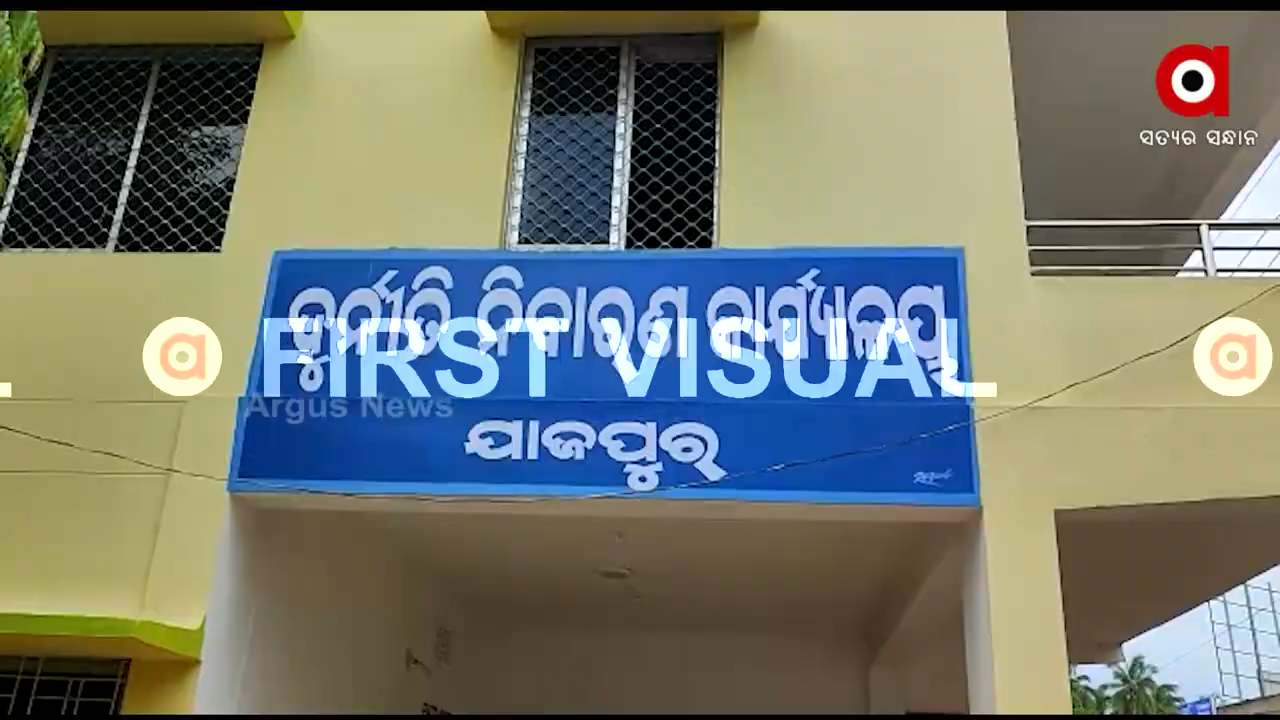 ସତ୍ୟର ସନ୍ଧାନ
ଦୁର୍ନୀତି ନିବାରଣ କାର୍ଯ୍ୟାଳୟ
FIRST VISUAL
Argus News
ଯାଜପୁର